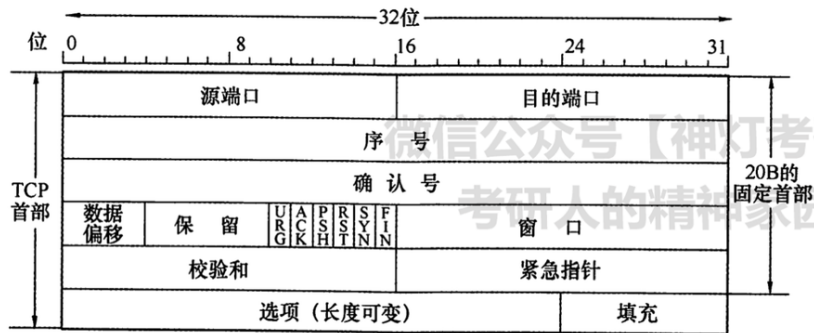 32位
位 0 8 16 24 31
源端口 目的端口
序 号
微信公众号【神灯考
TCP
首部
确 认 号
20B的
固定首部
数据
偏移
保 留
URG
ACK
PSH
RST
SYN
FIN
窗 口
考研人的精神家
校验和 紧急指针
选项（长度可变） 填充